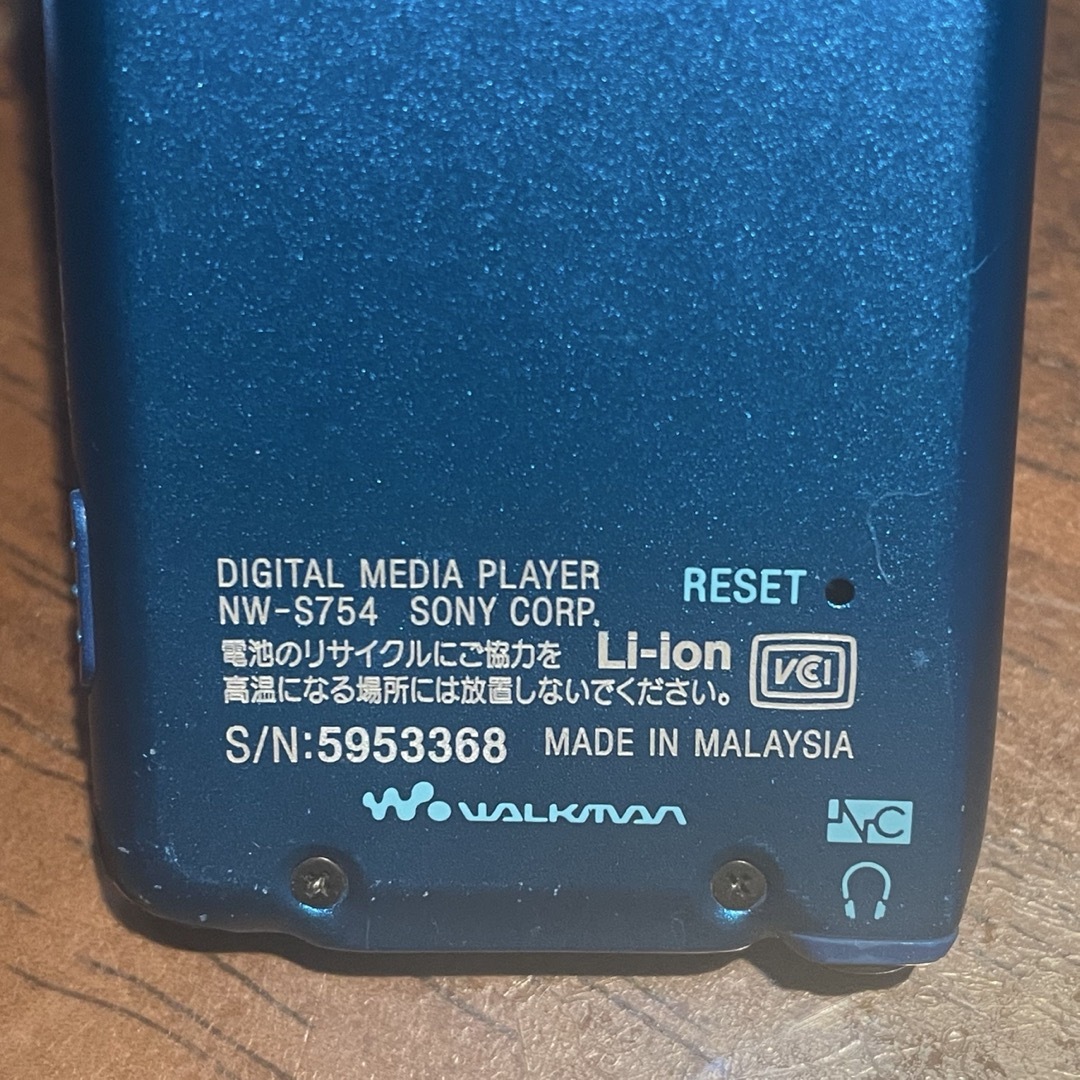 DIGITAL MEDIA PLAYER
NW-S754 SONY CORP.
RESET
電池のリサイクルにご協力を Li-ion
高温になる場所には放置しないでください。
VCCI
S/N:5953368 MADE IN MALAYSIA
WALKMAN
NC